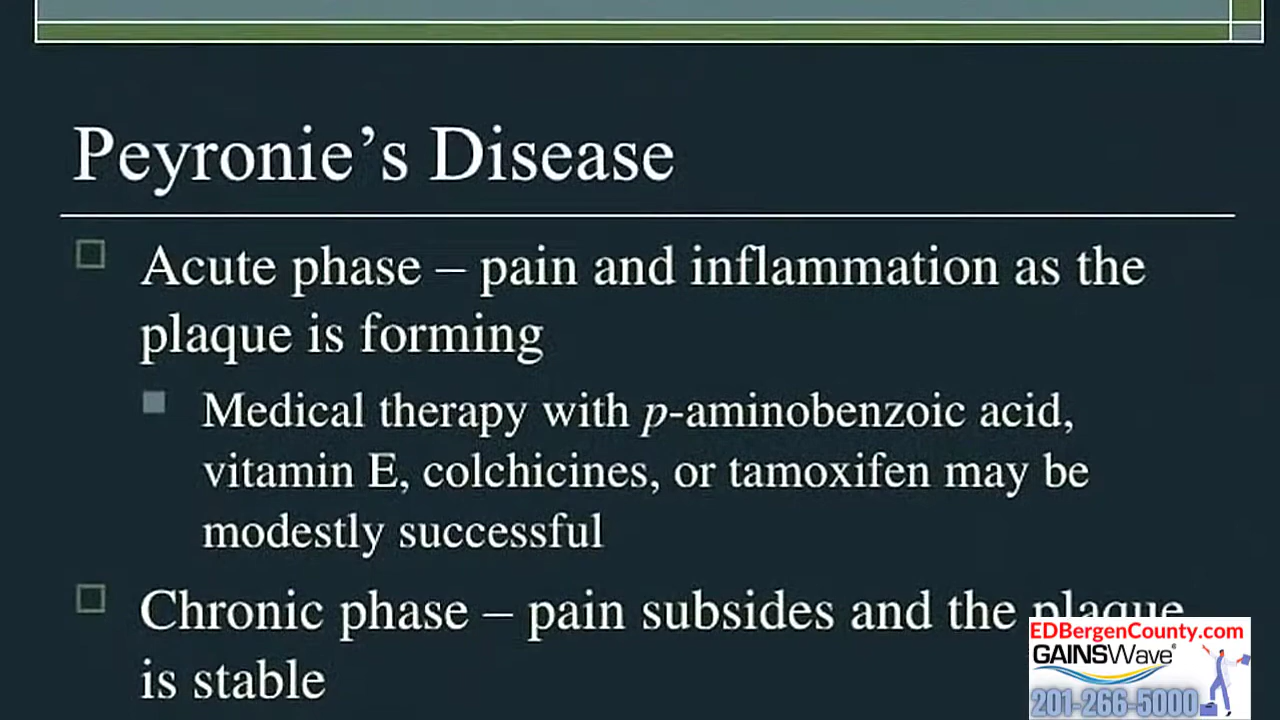 Peyronie’s Disease
Acute phase – pain and inflammation as the
plaque is forming
Medical therapy with p-aminobenzoic acid,
vitamin E, colchicines, or tamoxifen may be
modestly successful
Chronic phase – pain subsides and the plaque
is stable
EDBergenCounty.com
GAINSWave®
201-266-5000